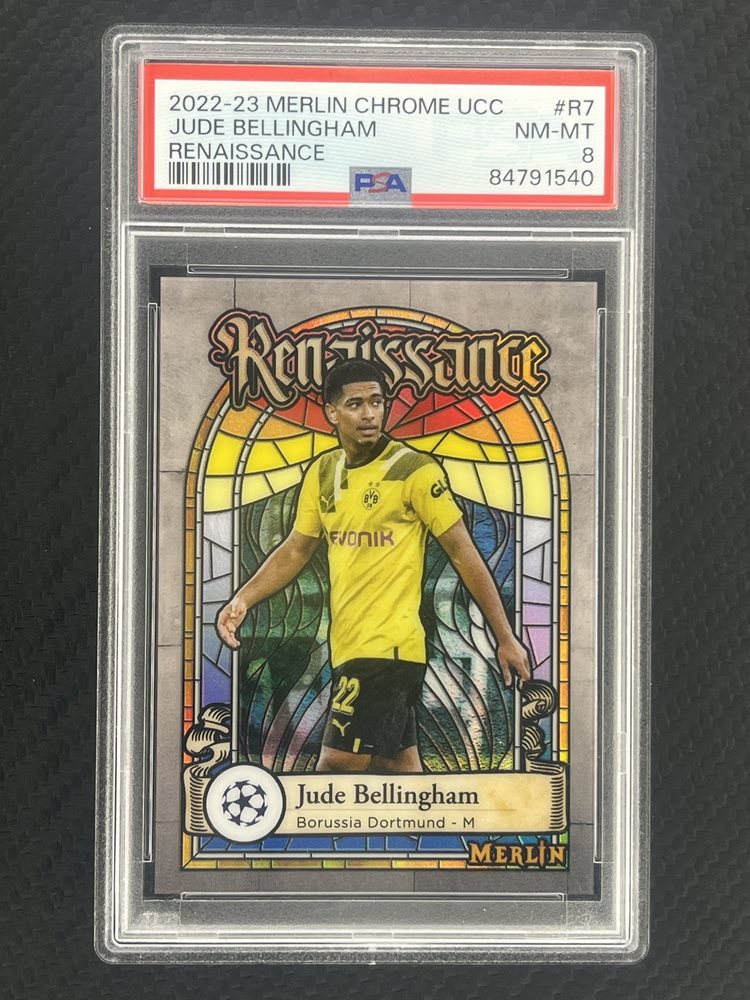 2022-23 MERLIN CHROME UCC #R7
JUDE BELLINGHAM NM-MT
RENAISSANCE 8
PSA 84791540
Renaissance
BVB
09
EVONIK
22
Jude Bellingham
Borussia Dortmund - M
MERLIN